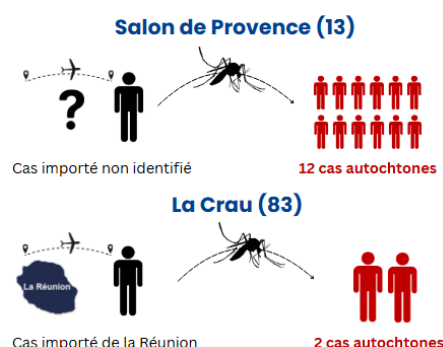 Salon de Provence (13)
?
Cas importé non identifié
12 cas autochtones
La Crau (83)
La Réunion
Cas importé de la Réunion
2 cas autochtones